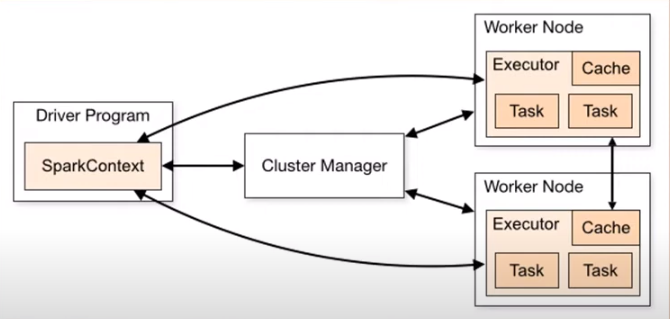 Driver Program
SparkContext
Cluster Manager
Worker Node
Executor
Cache
Task
Task
Worker Node
Executor
Cache
Task
Task